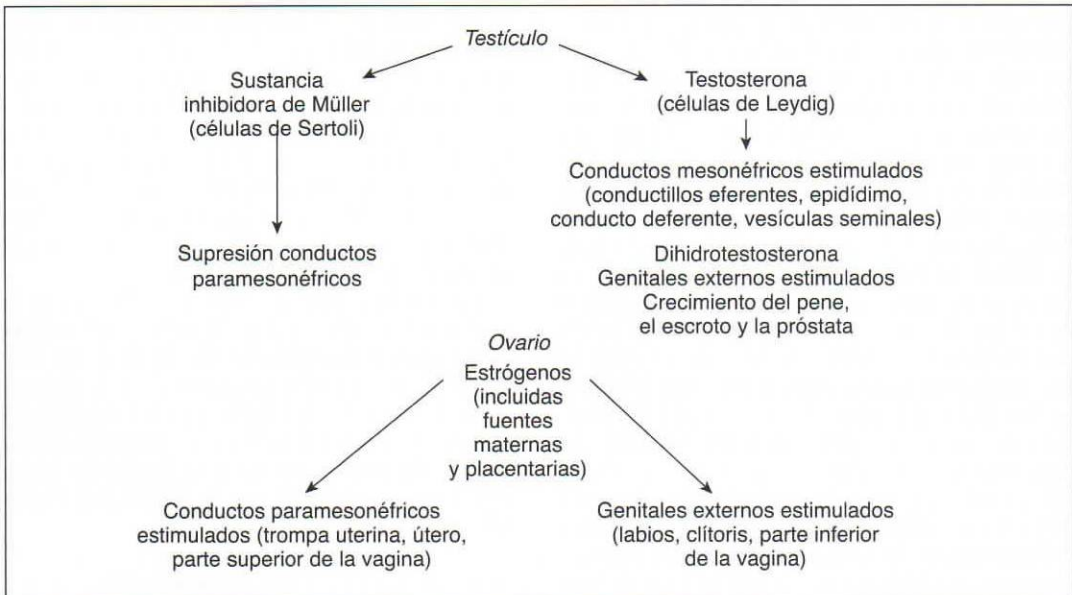 Testículo
Sustancia
inhibidora de Müller
(células de Sertoli)
Testosterona
(células de Leydig)
Supresión conductos
paramesonéfricos
Conductos mesonéfricos estimulados
(conductillos eferentes, epidídimo,
conducto deferente, vesículas seminales)
Dihidrotestosterona
Genitales externos estimulados
Crecimiento del pene,
el escroto y la próstata
Ovario
Estrógenos
(incluidas
fuentes
maternas
y placentarias)
Conductos paramesonéfricos
estimulados (trompa uterina, útero,
parte superior de la vagina)
Genitales externos estimulados
(labios, clítoris, parte inferior
de la vagina)